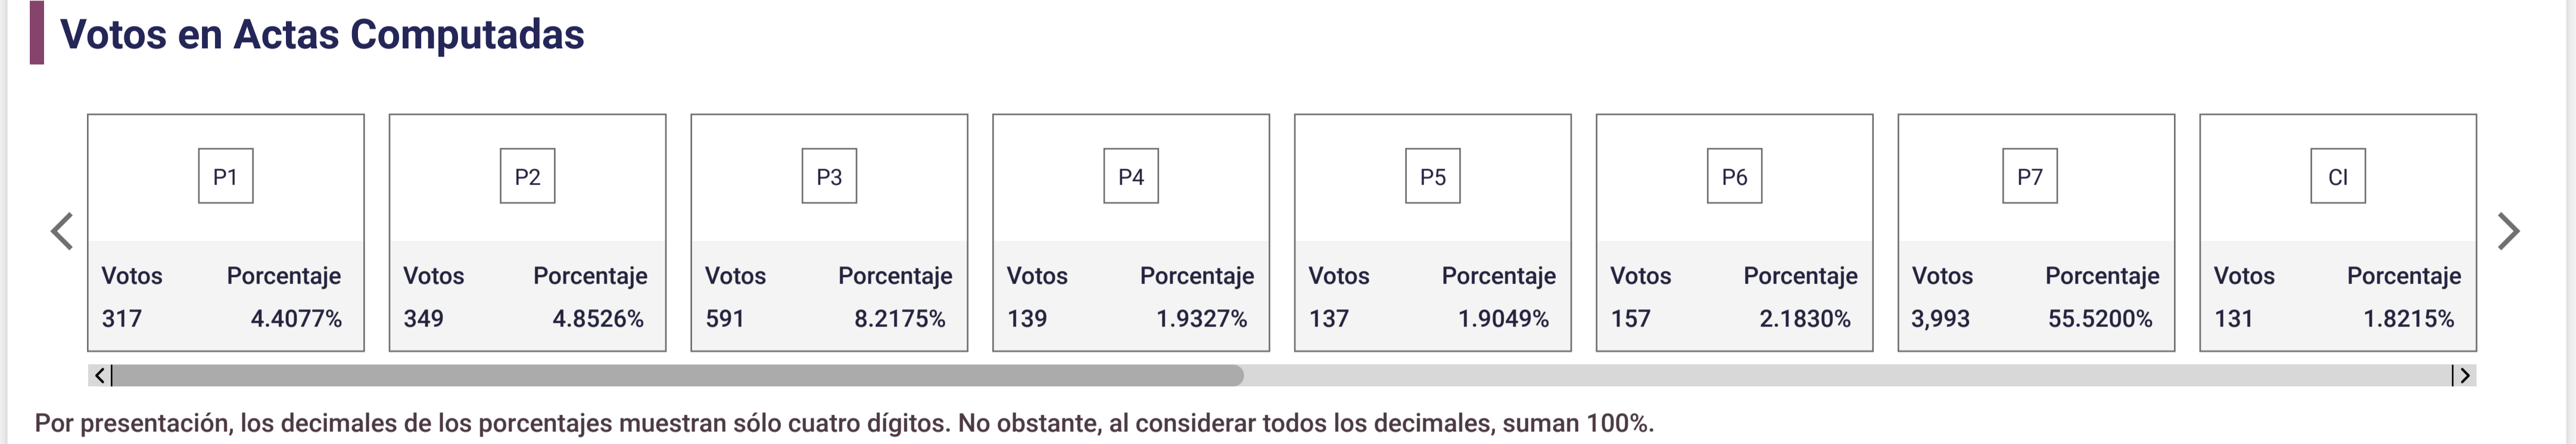 Votos en Actas Computadas
P1 P2 P3 P4 P5 P6 P7 CI
Votos Porcentaje Votos Porcentaje Votos Porcentaje Votos Porcentaje Votos Porcentaje Votos Porcentaje Votos Porcentaje Votos Porcentaje
317 4.4077% 349 4.8526% 591 8.2175% 139 1.9327% 137 1.9049% 157 2.1830% 3,993 55.5200% 131 1.8215%
Por presentación, los decimales de los porcentajes muestran sólo cuatro dígitos. No obstante, al considerar todos los decimales, suman 100%.